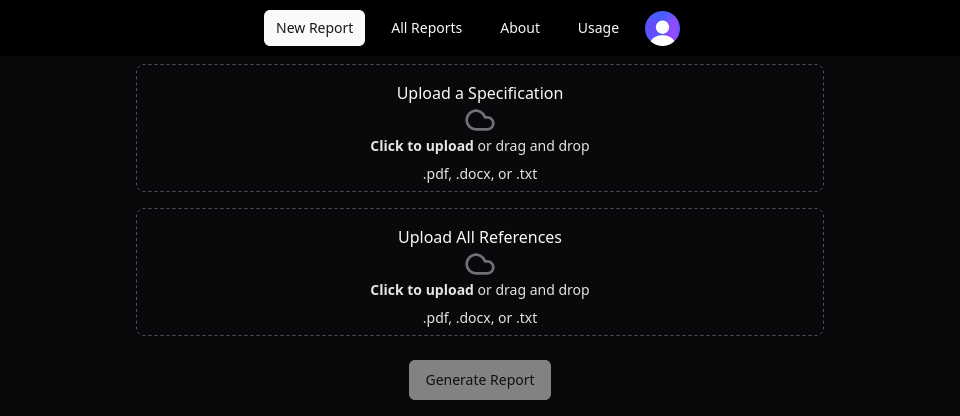 New Report
All Reports
About
Usage
Upload a Specification
Click to upload or drag and drop
.pdf, .docx, or .txt
Upload All References
Click to upload or drag and drop
.pdf, .docx, or .txt
Generate Report